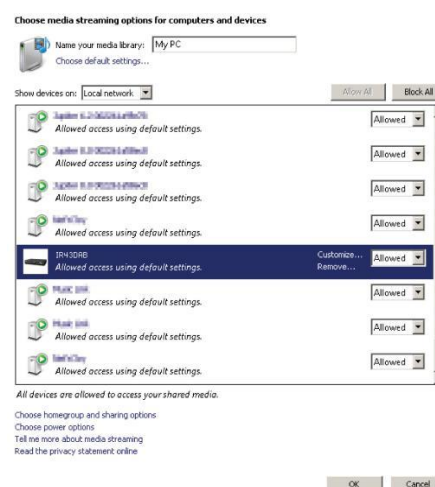 Choose media streaming options for computers and devices
Name your media library: My PC
Choose default settings...
Show devices on: Local network Allow All Block All
Allowed access using default settings. Allowed
Allowed access using default settings. Allowed
Allowed access using default settings. Allowed
Allowed access using default settings. Allowed
IR43DAB Customize...
Allowed access using default settings. Remove... Allowed
Allowed access using default settings. Allowed
Allowed access using default settings. Allowed
Allowed access using default settings. Allowed
All devices are allowed to access your shared media.
Choose homegroup and sharing options
Choose power options
Tell me more about media streaming
Read the privacy statement online
OK Cancel